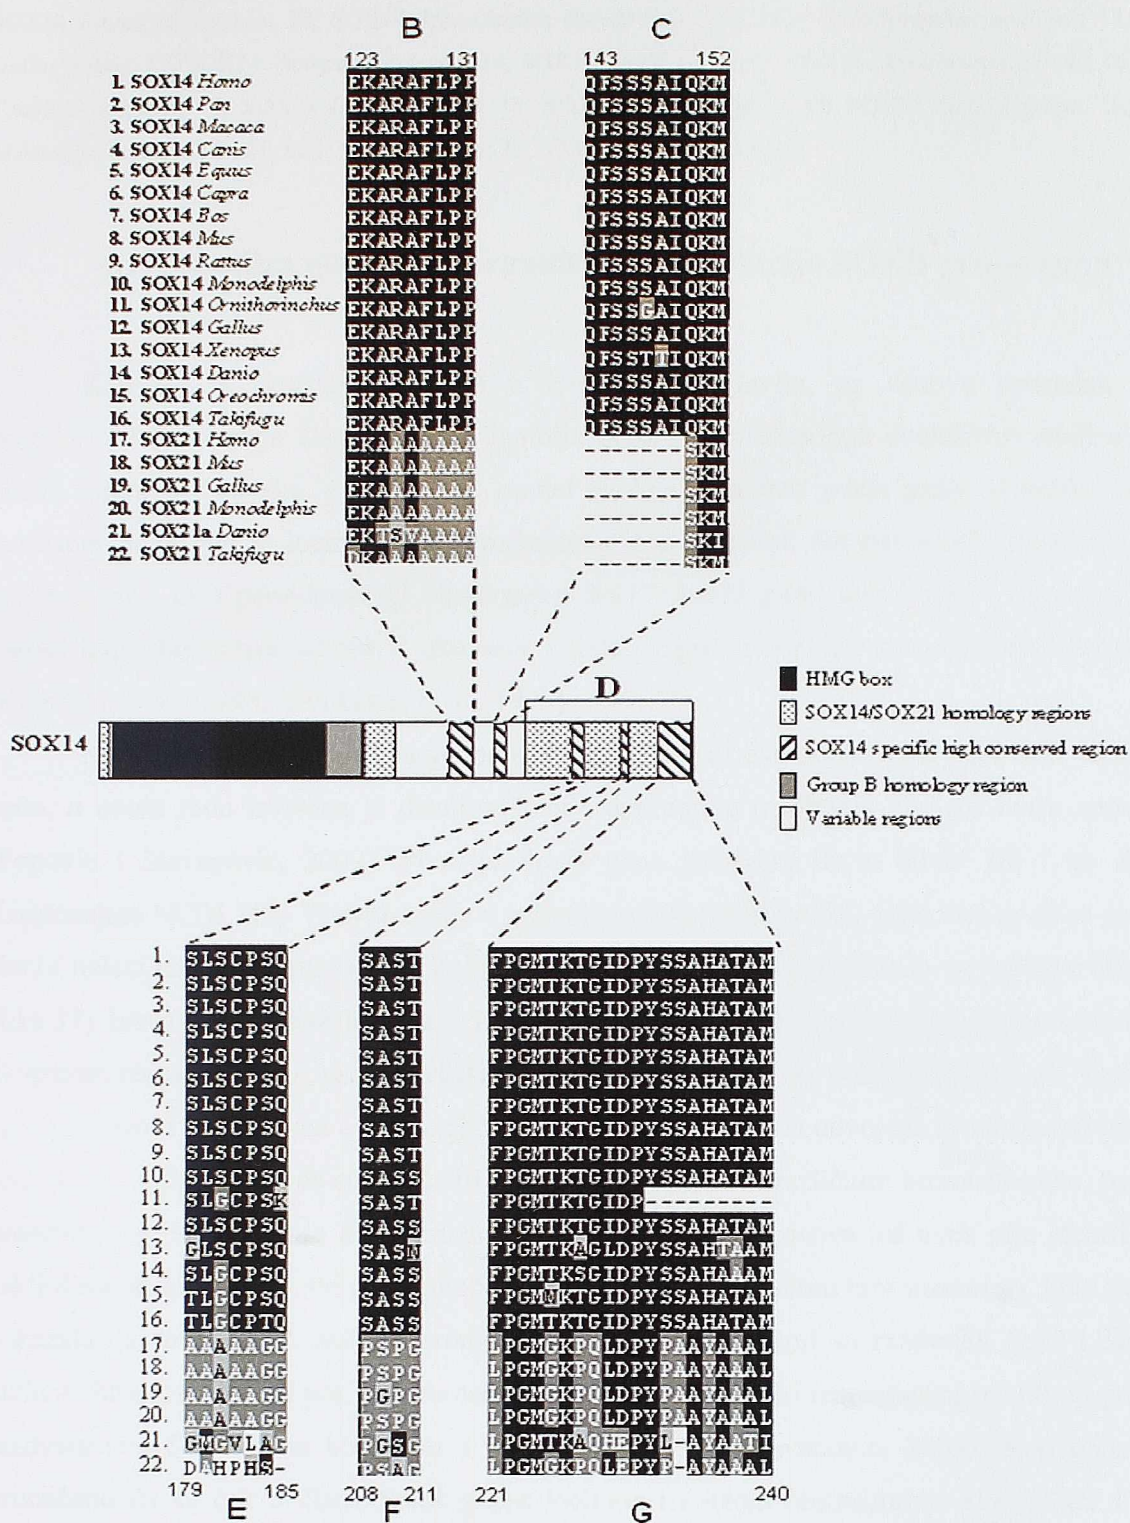 B C
123 131 143 152
1. SOX14 Homo EKARAFLPP QFSSSAIQKM
2. SOX14 Pan EKARAFLPP QFSSSAIQKM
3. SOX14 Macaca EKARAFLPP QFSSSAIQKM
4. SOX14 Canis EKARAFLPP QFSSSAIQKM
5. SOX14 Equus EKARAFLPP QFSSSAIQKM
6. SOX14 Capra EKARAFLPP QFSSSAIQKM
7. SOX14 Bos EKARAFLPP QFSSSAIQKM
8. SOX14 Mus EKARAFLPP QFSSSAIQKM
9. SOX14 Rattus EKARAFLPP QFSSSAIQKM
10. SOX14 Monodelphis EKARAFLPP QFSSSAIQKM
11. SOX14 Ornithorinchus EKARAFLPP QFSSGAIQKM
12. SOX14 Gallus EKARAFLPP QFSSSAIQKM
13. SOX14 Xenopus EKARAFLPP QFSSTTIQKM
14. SOX14 Danio EKARAFLPP QFSSSAIQKM
15. SOX14 Oreochromis EKARAFLPP QFSSSAIQKM
16. SOX14 Takifugu EKARAFLPP QFSSSAIQKM
17. SOX21 Homo EKAAAAAAA -------SKM
18. SOX21 Mus EKAAAAAAA -------SKM
19. SOX21 Gallus EKAAAAAAA -------SKM
20. SOX21 Monodelphis EKAAAAAAA -------SKM
21. SOX21a Danio EKTSVAAAA -------SKI
22. SOX21 Takifugu DKAAAAAAA -------SKM
D
SOX14
HMG box
SOX14/SOX21 homology regions
SOX14 specific high conserved region
Group B homology region
Variable regions
1. SLSCPSQ SAST FPGMTKTGIDPYSSAHATAM
2. SLSCPSQ SAST FPGMTKTGIDPYSSAHATAM
3. SLSCPSQ SAST FPGMTKTGIDPYSSAHATAM
4. SLSCPSQ SAST FPGMTKTGIDPYSSAHATAM
5. SLSCPSQ SAST FPGMTKTGIDPYSSAHATAM
6. SLSCPSQ SAST FPGMTKTGIDPYSSAHATAM
7. SLSCPSQ SAST FPGMTKTGIDPYSSAHATAM
8. SLSCPSQ SAST FPGMTKTGIDPYSSAHATAM
9. SLSCPSQ SAST FPGMTKTGIDPYSSAHATAM
10. SLSCPSQ SASS FPGMTKTGIDPYSSAHATAM
11. SLGCPSK SAST FPGMTKTGIDP---------
12. SLSCPSQ SASS FPGMTKTGIDPYSSAHATAM
13. GLSCPSQ SASN FPGMTKAGLDPYSSAHTAAM
14. SLGCPSQ SASS FPGMTKSGIDPYSSAHAAAM
15. TLGCPSQ SASS FPGMMKTGIDPYSSAHATAM
16. TLGCPTQ SASS FPGMTKTGIDPYSSAHATAM
17. AAAAAGG PSPG LPGMGKPQLDPYPAAYAAAL
18. AAAAAGG PSPG LPGMGKPQLDPYPAAYAAAL
19. AAAAAGG PGPG LPGMGKPQLDPYPAAYAAAL
20. AAAAAGG PSPG LPGMGKPQLDPYPAAYAAAL
21. GMGVLAG PGSG LPGMTKAQHEPYL-AYAATI
22. DAHPHS- PSAG LPGMGKPQLEPYP-AYAAAL
179 185 208 211 221 240
E F G